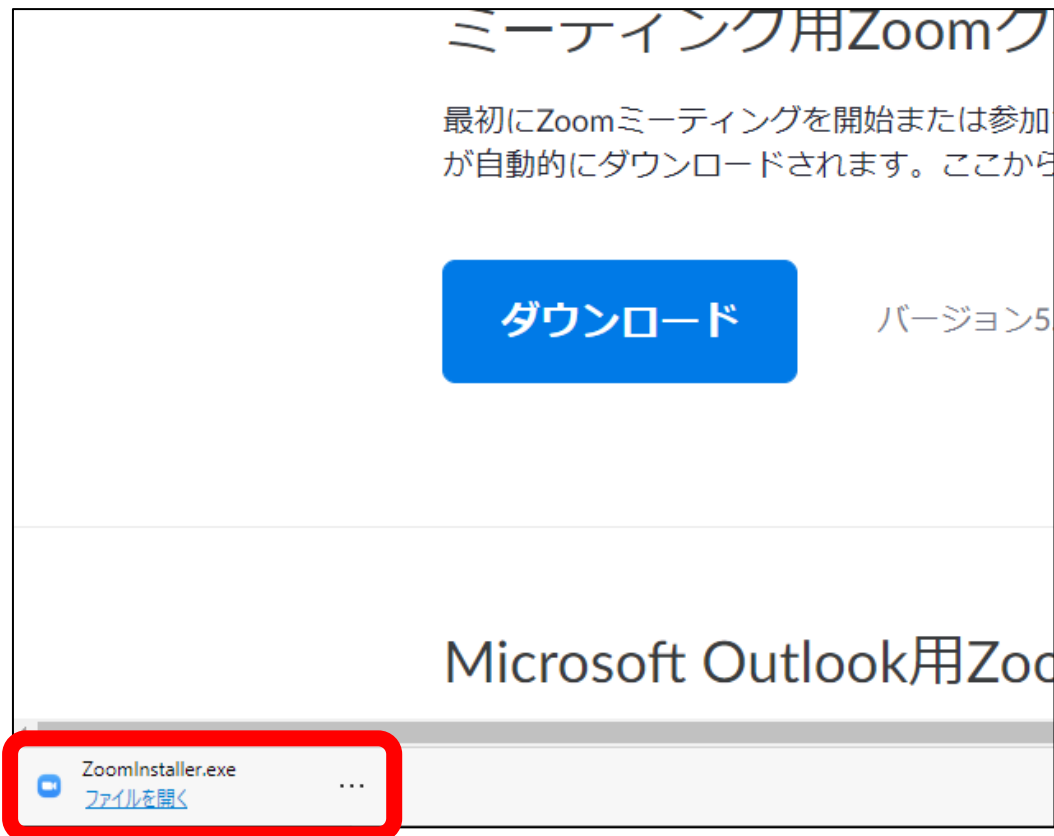 ミーティング用Zoomク
最初にZoomミーティングを開始または参加
が自動的にダウンロードされます。ここから
ダウンロード
バージョン5.
Microsoft Outlook用Zoo
ZoomInstaller.exe
ファイルを開く
...